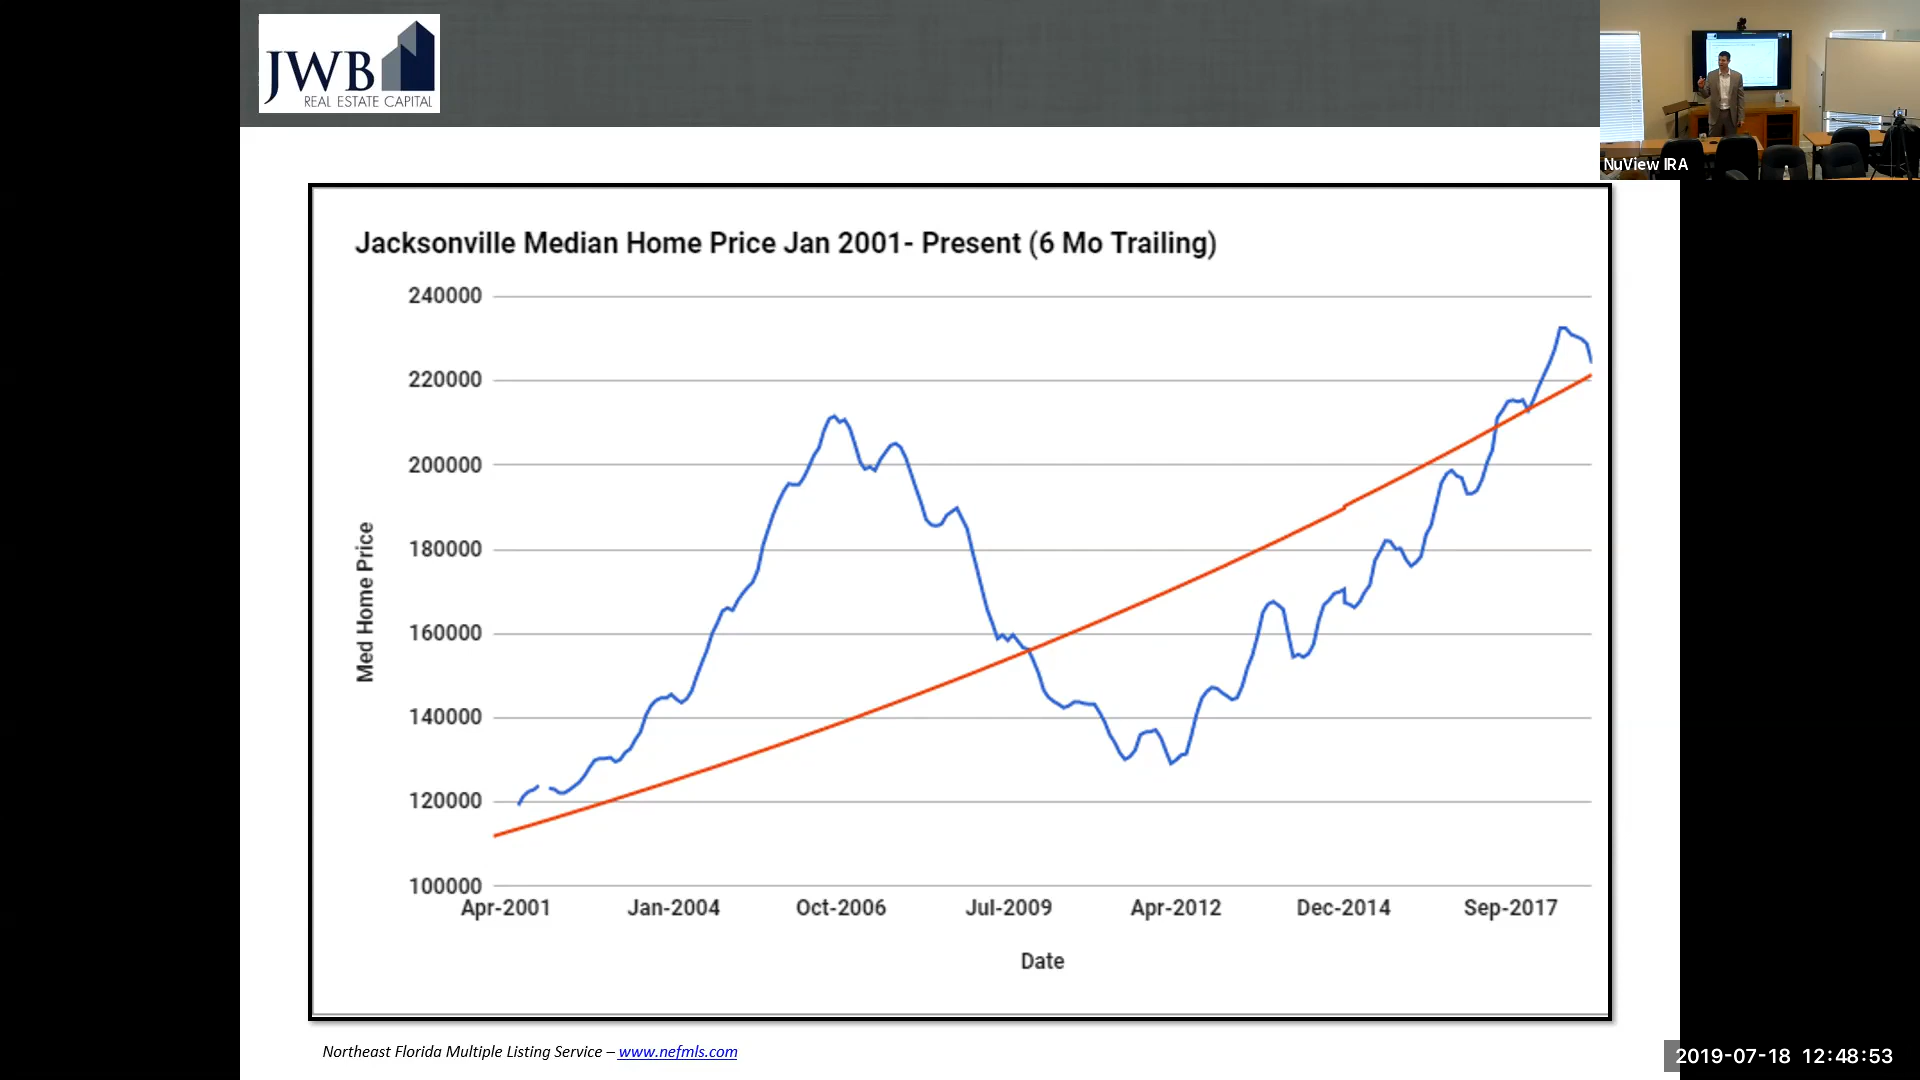 JWB
REAL ESTATE CAPITAL
NuView IRA
Jacksonville Median Home Price Jan 2001- Present (6 Mo Trailing)
240000
220000
200000
180000
160000
140000
120000
100000
Med Home Price
Apr-2001 Jan-2004 Oct-2006 Jul-2009 Apr-2012 Dec-2014 Sep-2017
Date
Northeast Florida Multiple Listing Service – www.nefmls.com
2019-07-18 12:48:53